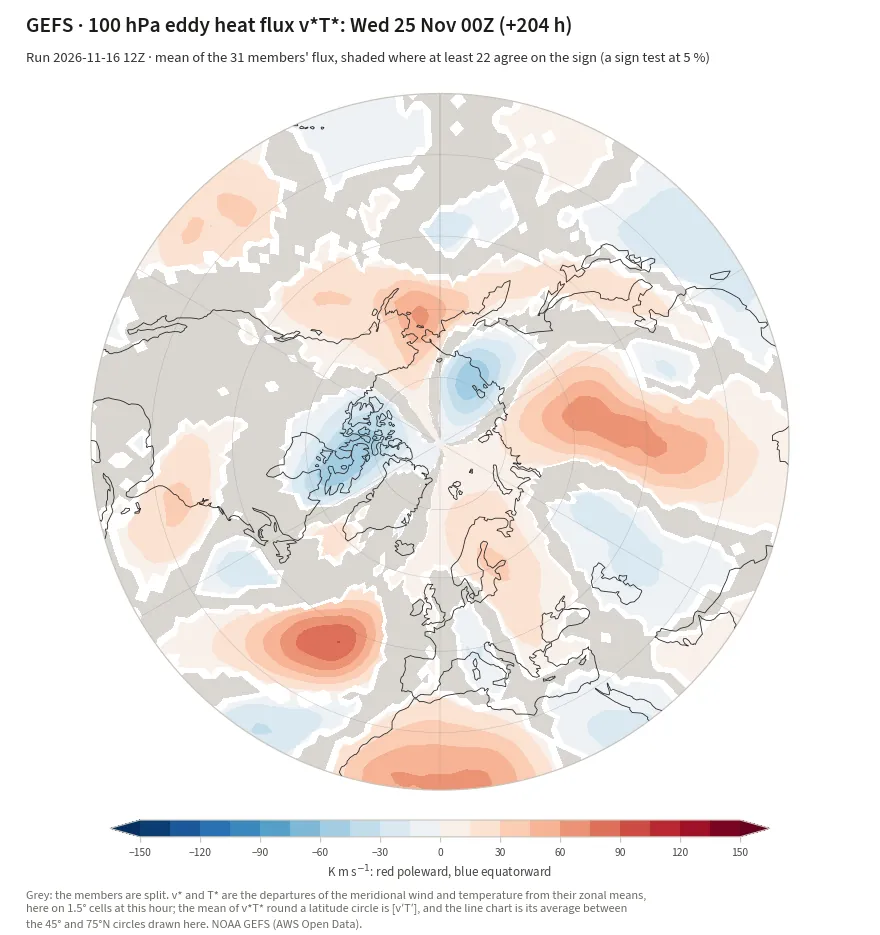 GEFS · 100 hPa eddy heat flux v*T*: Wed 25 Nov 00Z (+204 h)
Run 2026-11-16 12Z · mean of the 31 members' flux, shaded where at least 22 agree on the sign (a sign test at 5 %)
−150 −120 −90 −60 −30 0 30 60 90 120 150
K m s⁻¹: red poleward, blue equatorward
Grey: the members are split. v* and T* are the departures of the meridional wind and temperature from their zonal means,
here on 1.5° cells at this hour; the mean of v*T* round a latitude circle is [v'T'], and the line chart is its average between
the 45° and 75°N circles drawn here. NOAA GEFS (AWS Open Data).